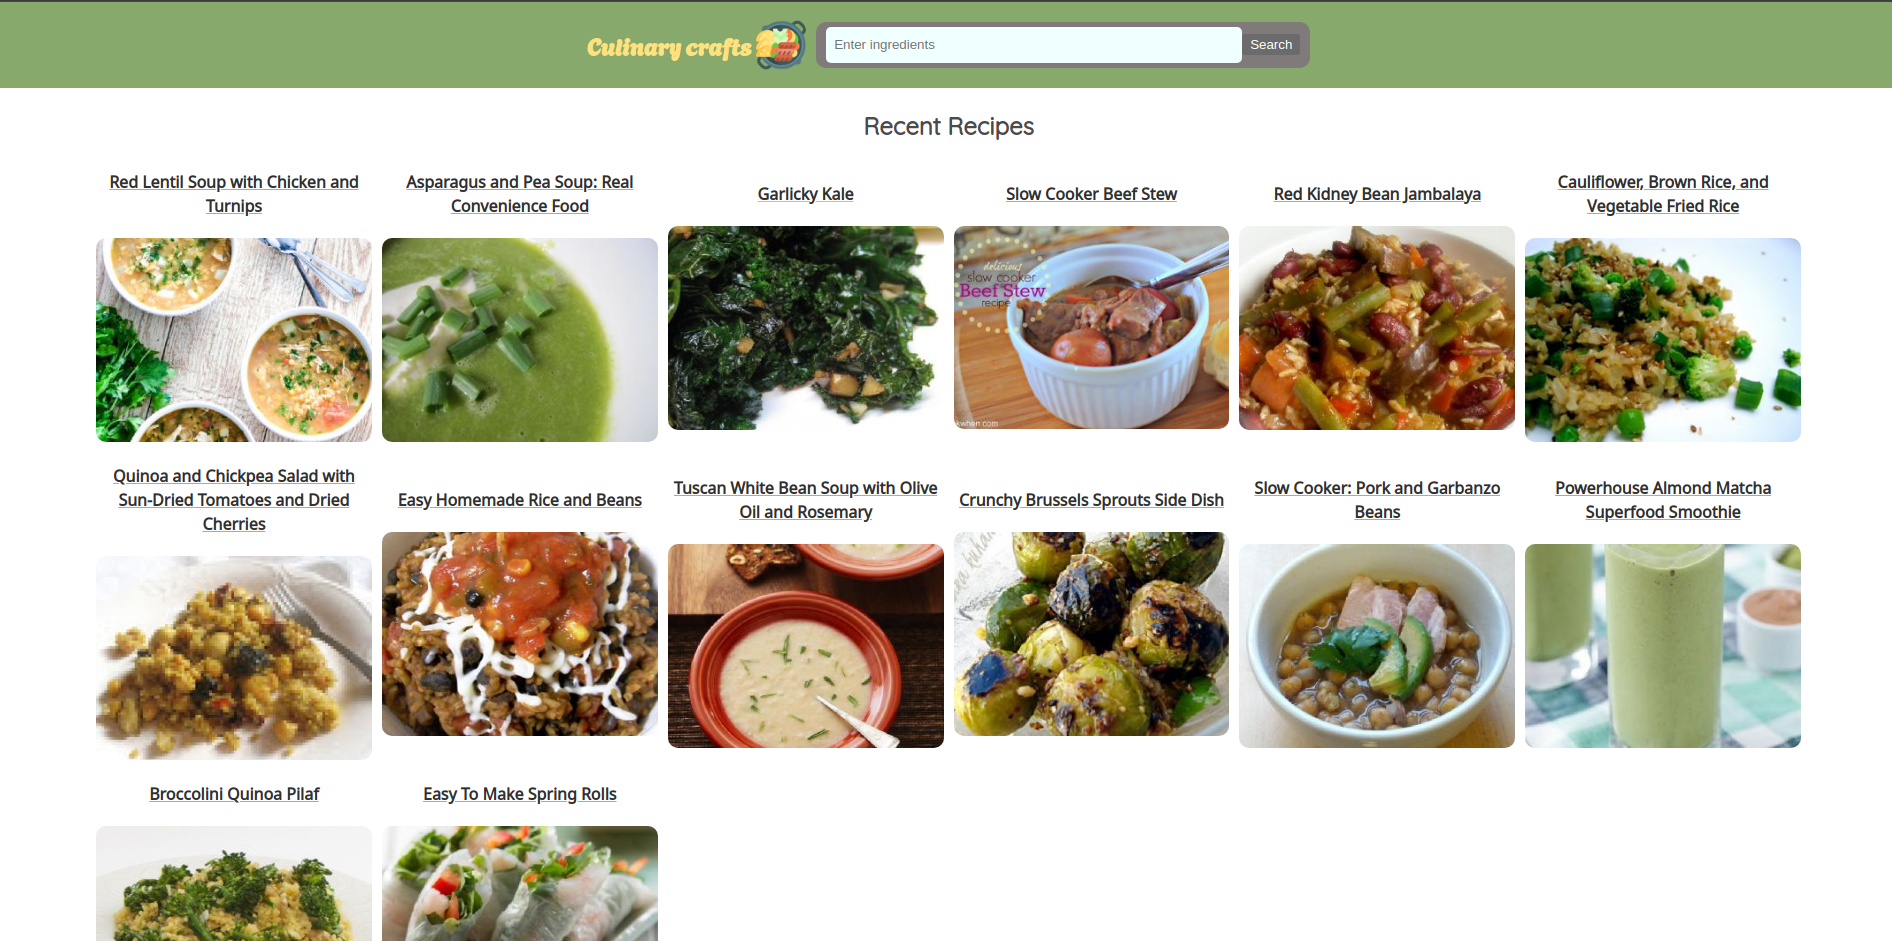 Culinary crafts
Enter ingredients
Search
Recent Recipes
Red Lentil Soup with Chicken and
Turnips
Asparagus and Pea Soup: Real
Convenience Food
Garlicky Kale
Slow Cooker Beef Stew
Red Kidney Bean Jambalaya
Cauliflower, Brown Rice, and
Vegetable Fried Rice
delicious
slow cooker
Beef Stew
recipe
kwhen.com
Quinoa and Chickpea Salad with
Sun-Dried Tomatoes and Dried
Cherries
Easy Homemade Rice and Beans
Tuscan White Bean Soup with Olive
Oil and Rosemary
Crunchy Brussels Sprouts Side Dish
Slow Cooker: Pork and Garbanzo
Beans
Powerhouse Almond Matcha
Superfood Smoothie
Broccolini Quinoa Pilaf
Easy To Make Spring Rolls